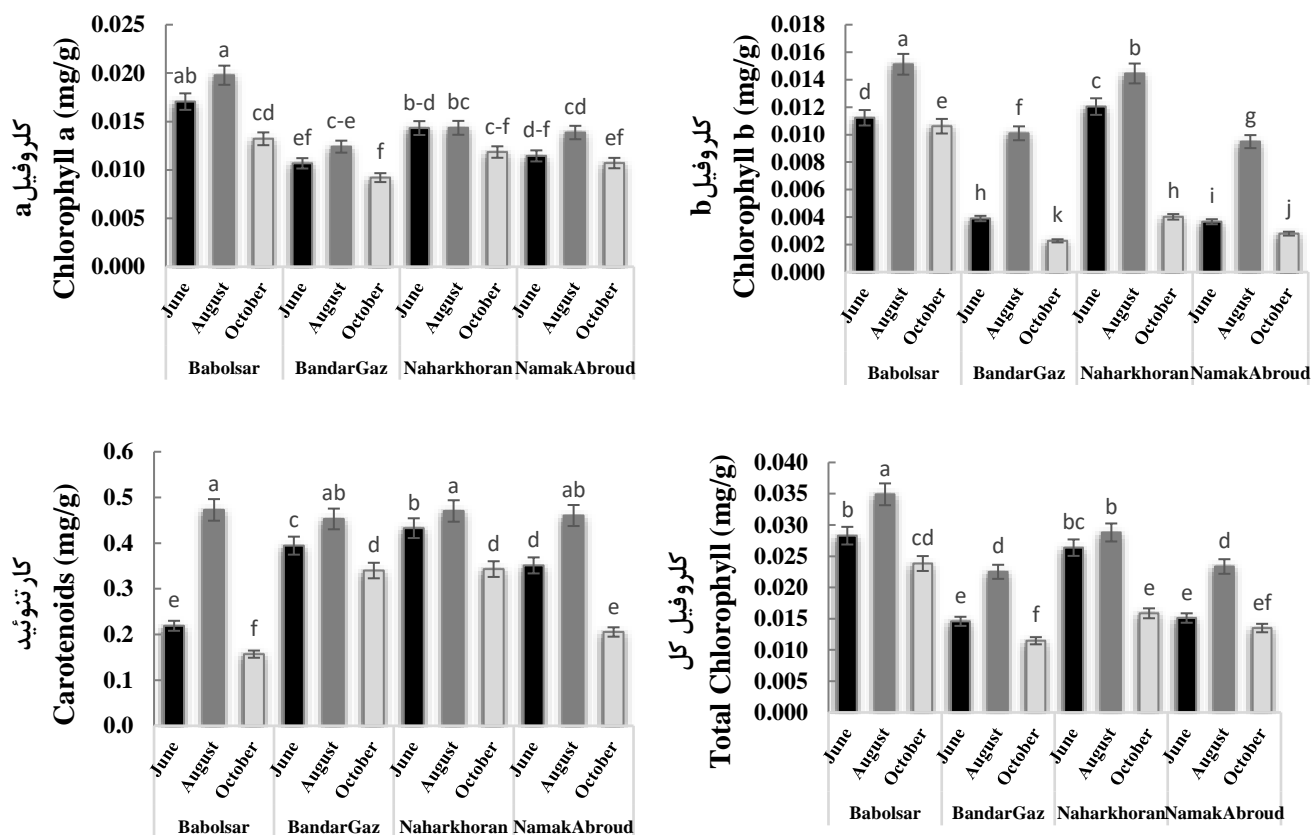 کلروفیل a
Chlorophyll a (mg/g)
0.025
0.020
0.015
0.010
0.005
0.000
ab
a
cd
ef
c-e
f
b-d
bc
c-f
d-f
cd
ef
June
August
October
June
August
October
June
August
October
June
August
October
Babolsar
BandarGaz
Naharkhoran
NamakAbroud
کلروفیل b
Chlorophyll b (mg/g)
0.018
0.016
0.014
0.012
0.010
0.008
0.006
0.004
0.002
0.000
d
a
e
h
f
k
c
b
h
i
g
j
June
August
October
June
August
October
June
August
October
June
August
October
Babolsar
BandarGaz
Naharkhoran
NamakAbroud
کارتنوئید
Carotenoids (mg/g)
0.6
0.5
0.4
0.3
0.2
0.1
0.0
e
a
f
c
ab
d
b
a
d
d
ab
e
June
August
October
June
August
October
June
August
October
June
August
October
Babolsar
BandarGaz
Naharkhoran
NamakAbroud
کلروفیل کل
Total Chlorophyll (mg/g)
0.040
0.035
0.030
0.025
0.020
0.015
0.010
0.005
0.000
b
a
cd
e
d
f
bc
b
e
e
d
ef
June
August
October
June
August
October
June
August
October
June
August
October
Babolsar
BandarGaz
Naharkhoran
NamakAbroud